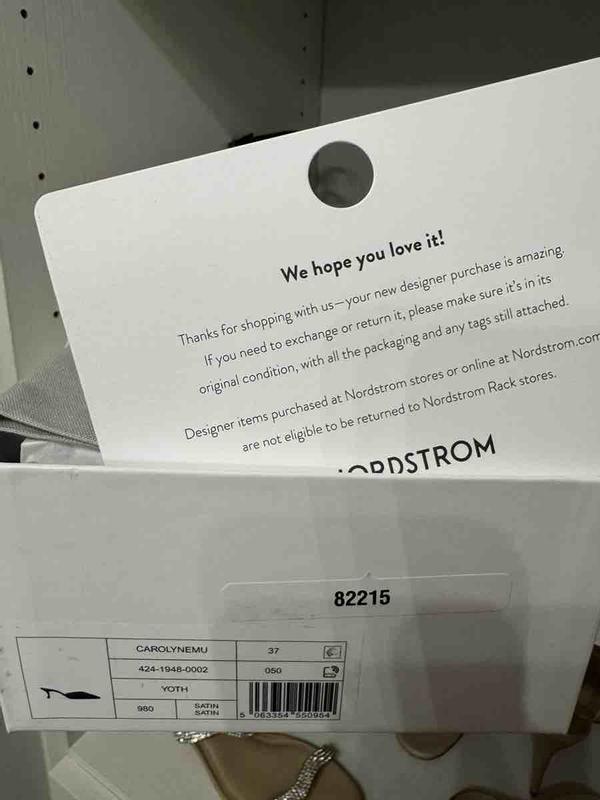 We hope you love it!
Thanks for shopping with us—your new designer purchase is amazing.
If you need to exchange or return it, please make sure it's in its
original condition, with all the packaging and any tags still attached.
Designer items purchased at Nordstrom stores or online at Nordstrom.com
are not eligible to be returned to Nordstrom Rack stores.
NORDSTROM
82215
CAROLYNEMU 37
424-1948-0002 050
YOTH
980 SATIN
SATIN
5 063354 550984